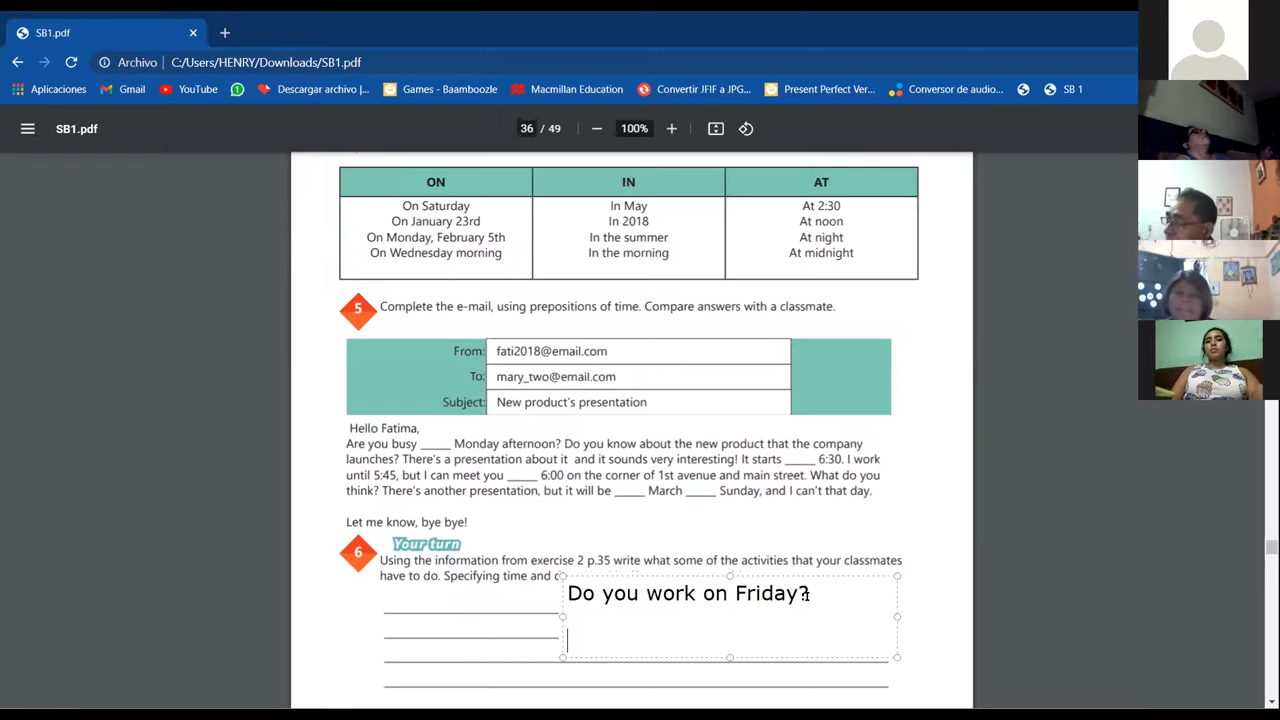 SB1.pdf
Archivo C:/Users/HENRY/Downloads/SB1.pdf
Aplicaciones Gmail YouTube Descargar archivo |... Games - Baamboozle Macmillan Education Convertir JFIF a JPG... Present Perfect Ver... Conversor de audio... SB 1
SB1.pdf 36 / 49 100%
ON IN AT
On Saturday In May At 2:30
On January 23rd In 2018 At noon
On Monday, February 5th In the summer At night
On Wednesday morning In the morning At midnight
5 Complete the e-mail, using prepositions of time. Compare answers with a classmate.
From: fati2018@email.com
To: mary_two@email.com
Subject: New product's presentation
Hello Fatima,
Are you busy _____ Monday afternoon? Do you know about the new product that the company
launches? There's a presentation about it and it sounds very interesting! It starts _____ 6:30. I work
until 5:45, but I can meet you _____ 6:00 on the corner of 1st avenue and main street. What do you
think? There's another presentation, but it will be _____ March _____ Sunday, and I can't that day.
Let me know, bye bye!
6 Your turn
Using the information from exercise 2 p.35 write what some of the activities that your classmates
have to do. Specifying time and
Do you work on Friday?